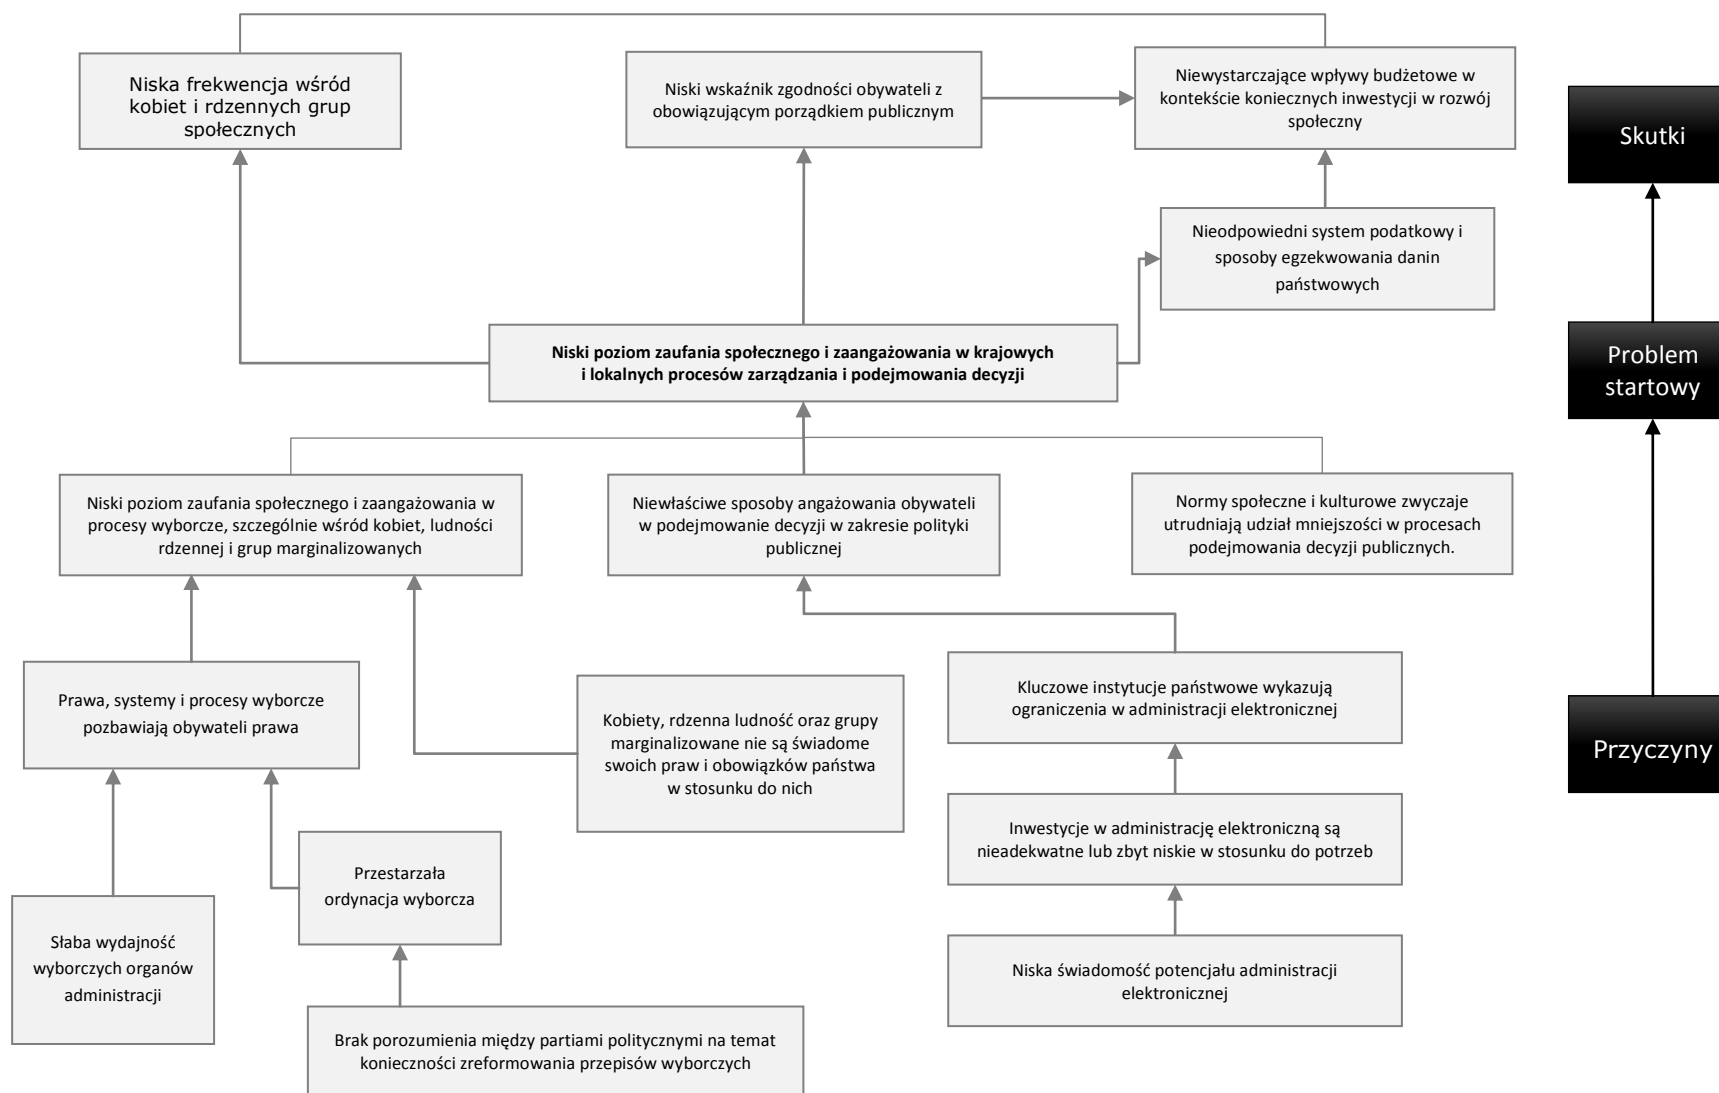 Niska frekwencja wśród
kobiet i rdzennych grup
społecznych
Niski wskaźnik zgodności obywateli z
obowiązującym porządkiem publicznym
Niewystarczające wpływy budżetowe w
kontekście koniecznych inwestycji w rozwój
społeczny
Skutki
Nieodpowiedni system podatkowy i
sposoby egzekwowania danin
państwowych
Niski poziom zaufania społecznego i zaangażowania w krajowych
i lokalnych procesów zarządzania i podejmowania decyzji
Problem
startowy
Niski poziom zaufania społecznego i zaangażowania w
procesy wyborcze, szczególnie wśród kobiet, ludności
rdzennej i grup marginalizowanych
Niewłaściwe sposoby angażowania obywateli
w podejmowanie decyzji w zakresie polityki
publicznej
Normy społeczne i kulturowe zwyczaje
utrudniają udział mniejszości w procesach
podejmowania decyzji publicznych.
Prawa, systemy i procesy wyborcze
pozbawiają obywateli prawa
Kobiety, rdzenna ludność oraz grupy
marginalizowane nie są świadome
swoich praw i obowiązków państwa
w stosunku do nich
Kluczowe instytucje państwowe wykazują
ograniczenia w administracji elektronicznej
Przyczyny
Inwestycje w administrację elektroniczną są
nieadekwatne lub zbyt niskie w stosunku do potrzeb
Przestarzała
ordynacja wyborcza
Słaba wydajność
wyborczych organów
administracji
Niska świadomość potencjału administracji
elektronicznej
Brak porozumienia między partiami politycznymi na temat
konieczności zreformowania przepisów wyborczych